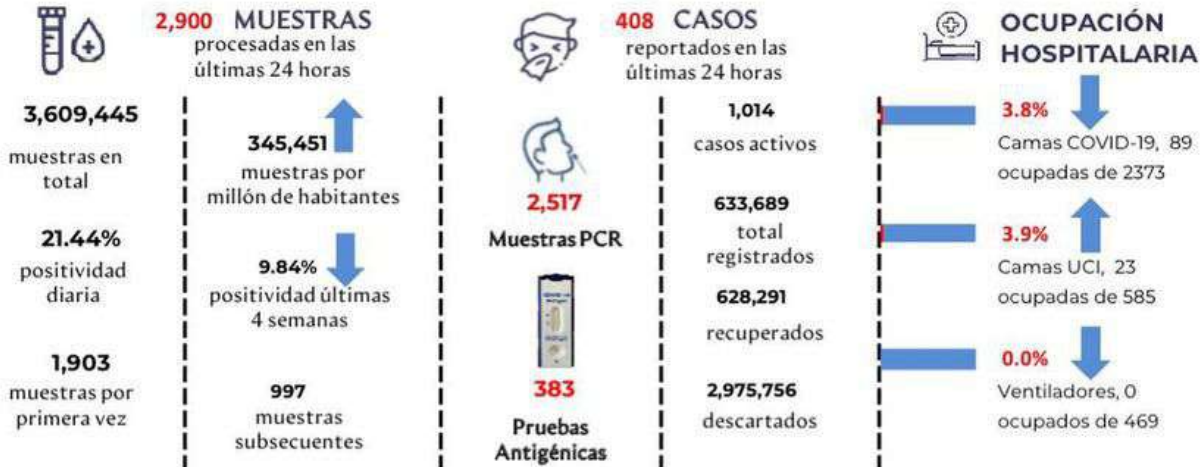 2,900 MUESTRAS
procesadas en las
últimas 24 horas
3,609,445
muestras en
total
21.44%
positividad
diaria
1,903
muestras por
primera vez
345,451
muestras por
millón de habitantes
9.84%
positividad últimas
4 semanas
997
muestras
subsecuentes
408 CASOS
reportados en las
últimas 24 horas
2,517
Muestras PCR
383
Pruebas
Antigénicas
1,014
casos activos
633,689
total
registrados
628,291
recuperados
2,975,756
descartados
OCUPACIÓN
HOSPITALARIA
3.8%
Camas COVID-19, 89
ocupadas de 2373
3.9%
Camas UCI, 23
ocupadas de 585
0.0%
Ventiladores, 0
ocupados de 469